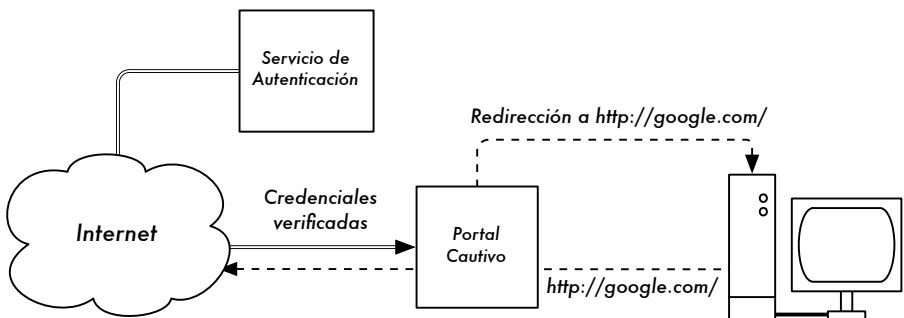 Servicio de
Autenticación
Redirección a http://google.com/
Credenciales
verificadas
Internet
Portal
Cautivo
http://google.com/